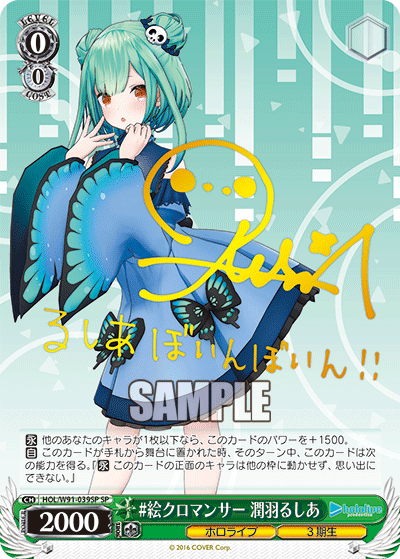 LEVEL
0
0
COST
るしあ ぼいんぼいん!!
SAMPLE
永 他のあなたのキャラが1枚以下なら、このカードのパワーを+1500。
自 このカードが手札から舞台に置かれた時、そのターン中、このカードは次
の能力を得る。『永 このカードの正面のキャラは他の枠に動かせず、思い出に
できない。』
CH HOL/W91-039SP SP
#絵クロマンサー 潤羽るしあ
hololive
2000
ホロライブ
3期生
© 2016 COVER Corp.